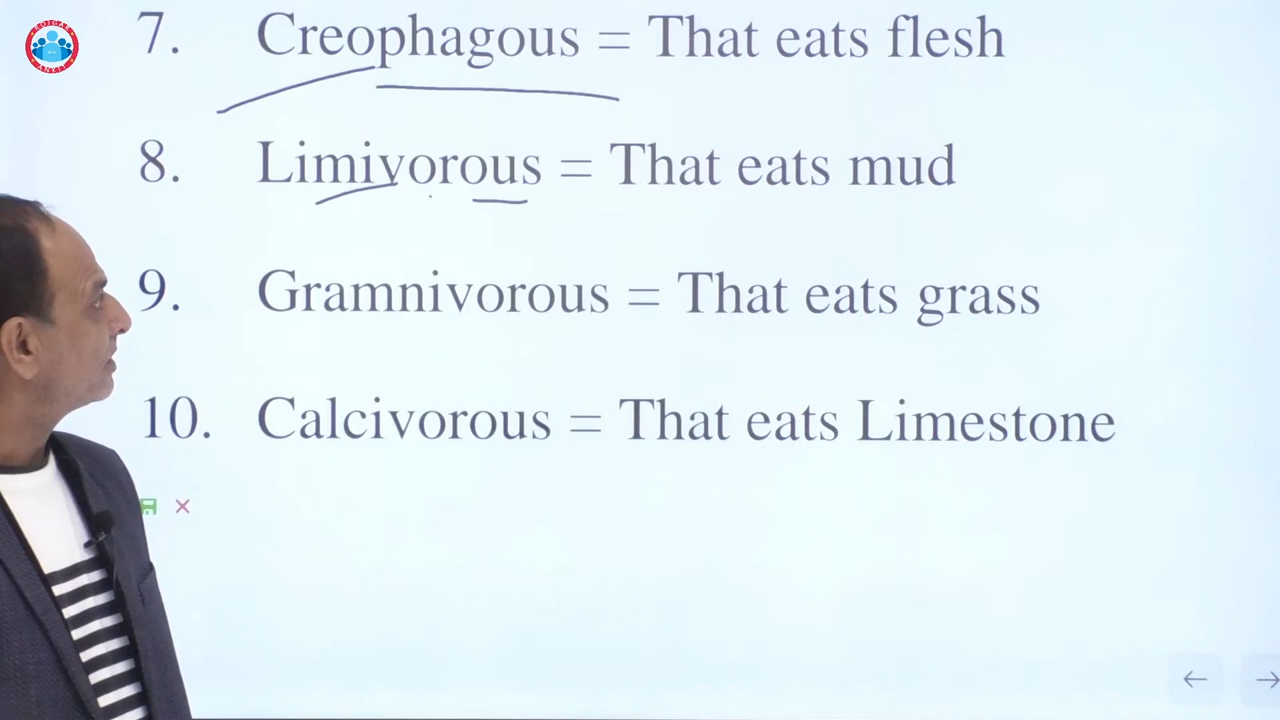 7. Creophagous = That eats flesh
8. Limivorous = That eats mud
9. Gramnivorous = That eats grass
10. Calcivorous = That eats Limestone